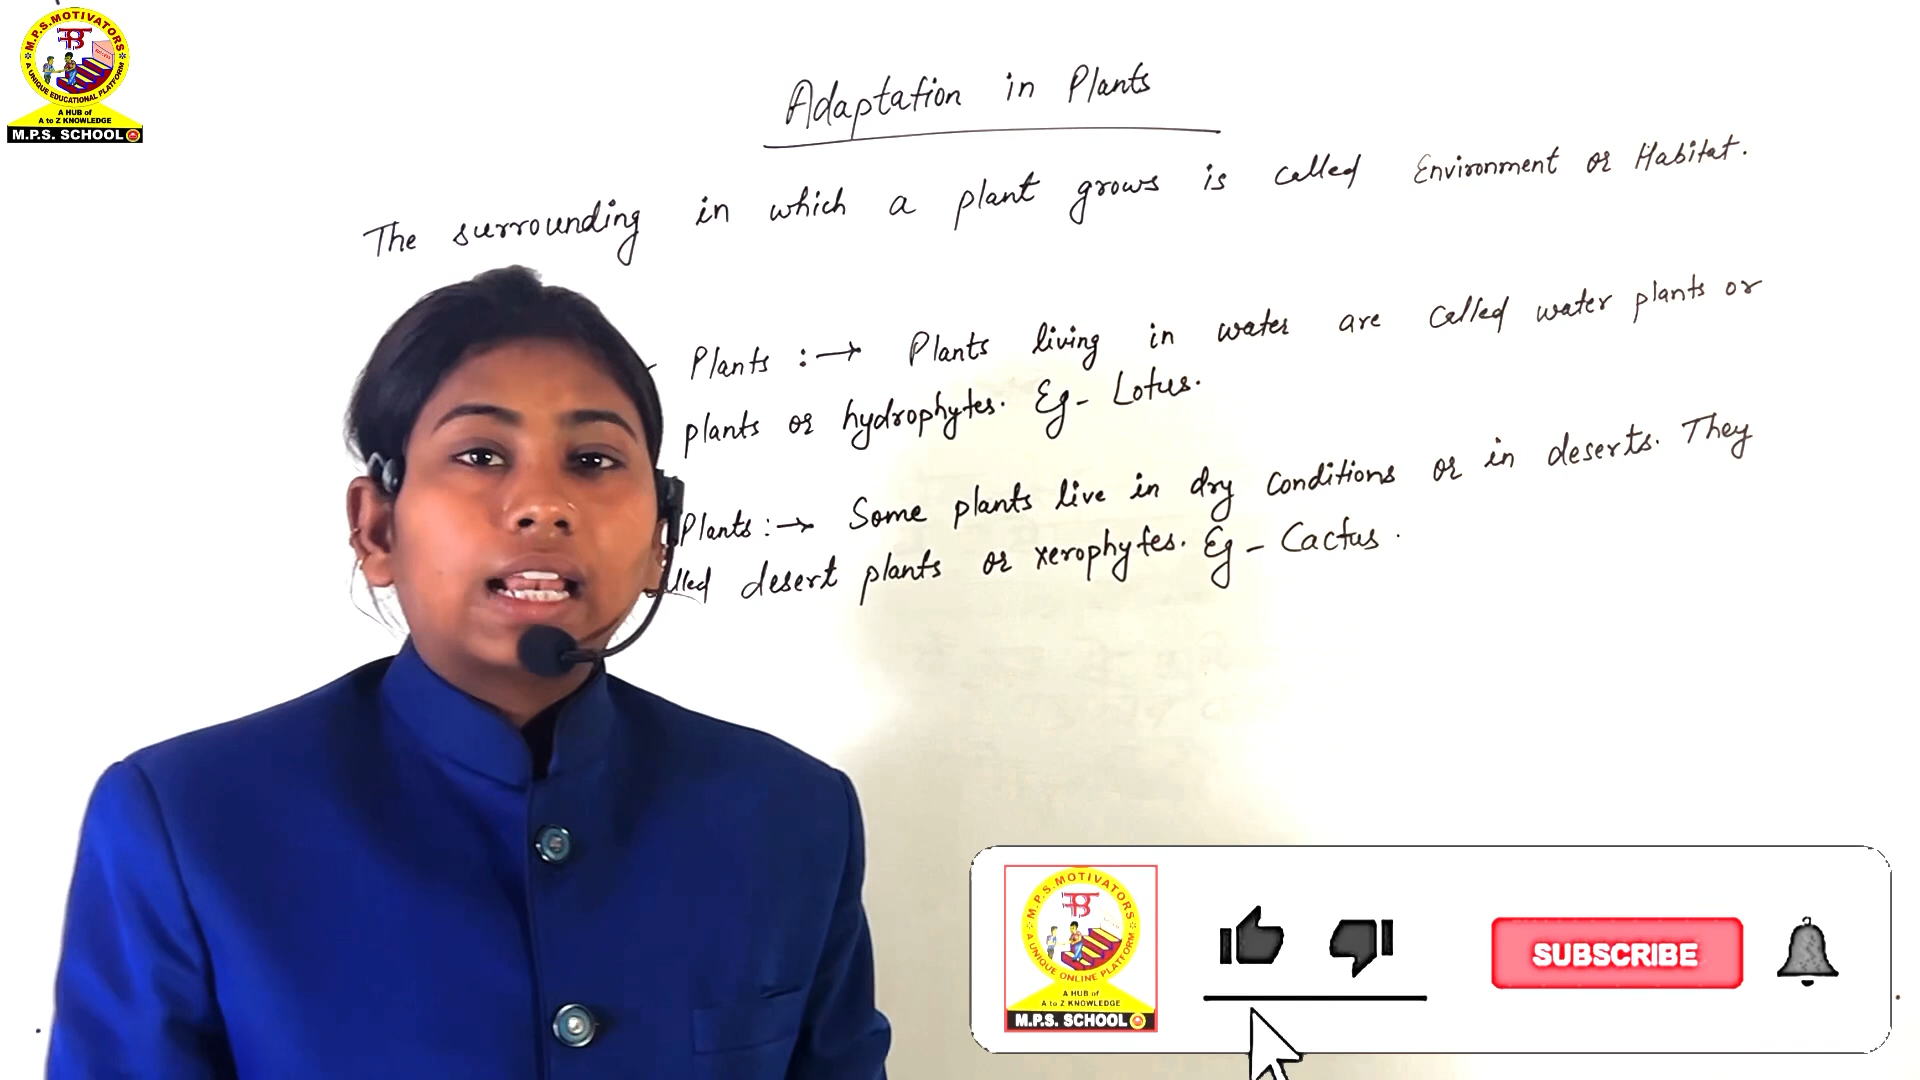 M.P.S.MOTIVATORS
A UNIQUE EDUCATIONAL PLATFORM
A HUB of
A to Z KNOWLEDGE
M.P.S. SCHOOL
Adaptation in Plants
The surrounding in which a plant grows is called Environment or Habitat.
Plants :→ Plants living in water are called water plants or
plants or hydrophytes. Eg - Lotus.
Plants :→ Some plants live in dry conditions or in deserts. They
desert plants or xerophytes. Eg - Cactus.
M.P.S.MOTIVATORS
A UNIQUE ONLINE PLATFORM
A HUB of
A to Z KNOWLEDGE
M.P.S. SCHOOL
SUBSCRIBE